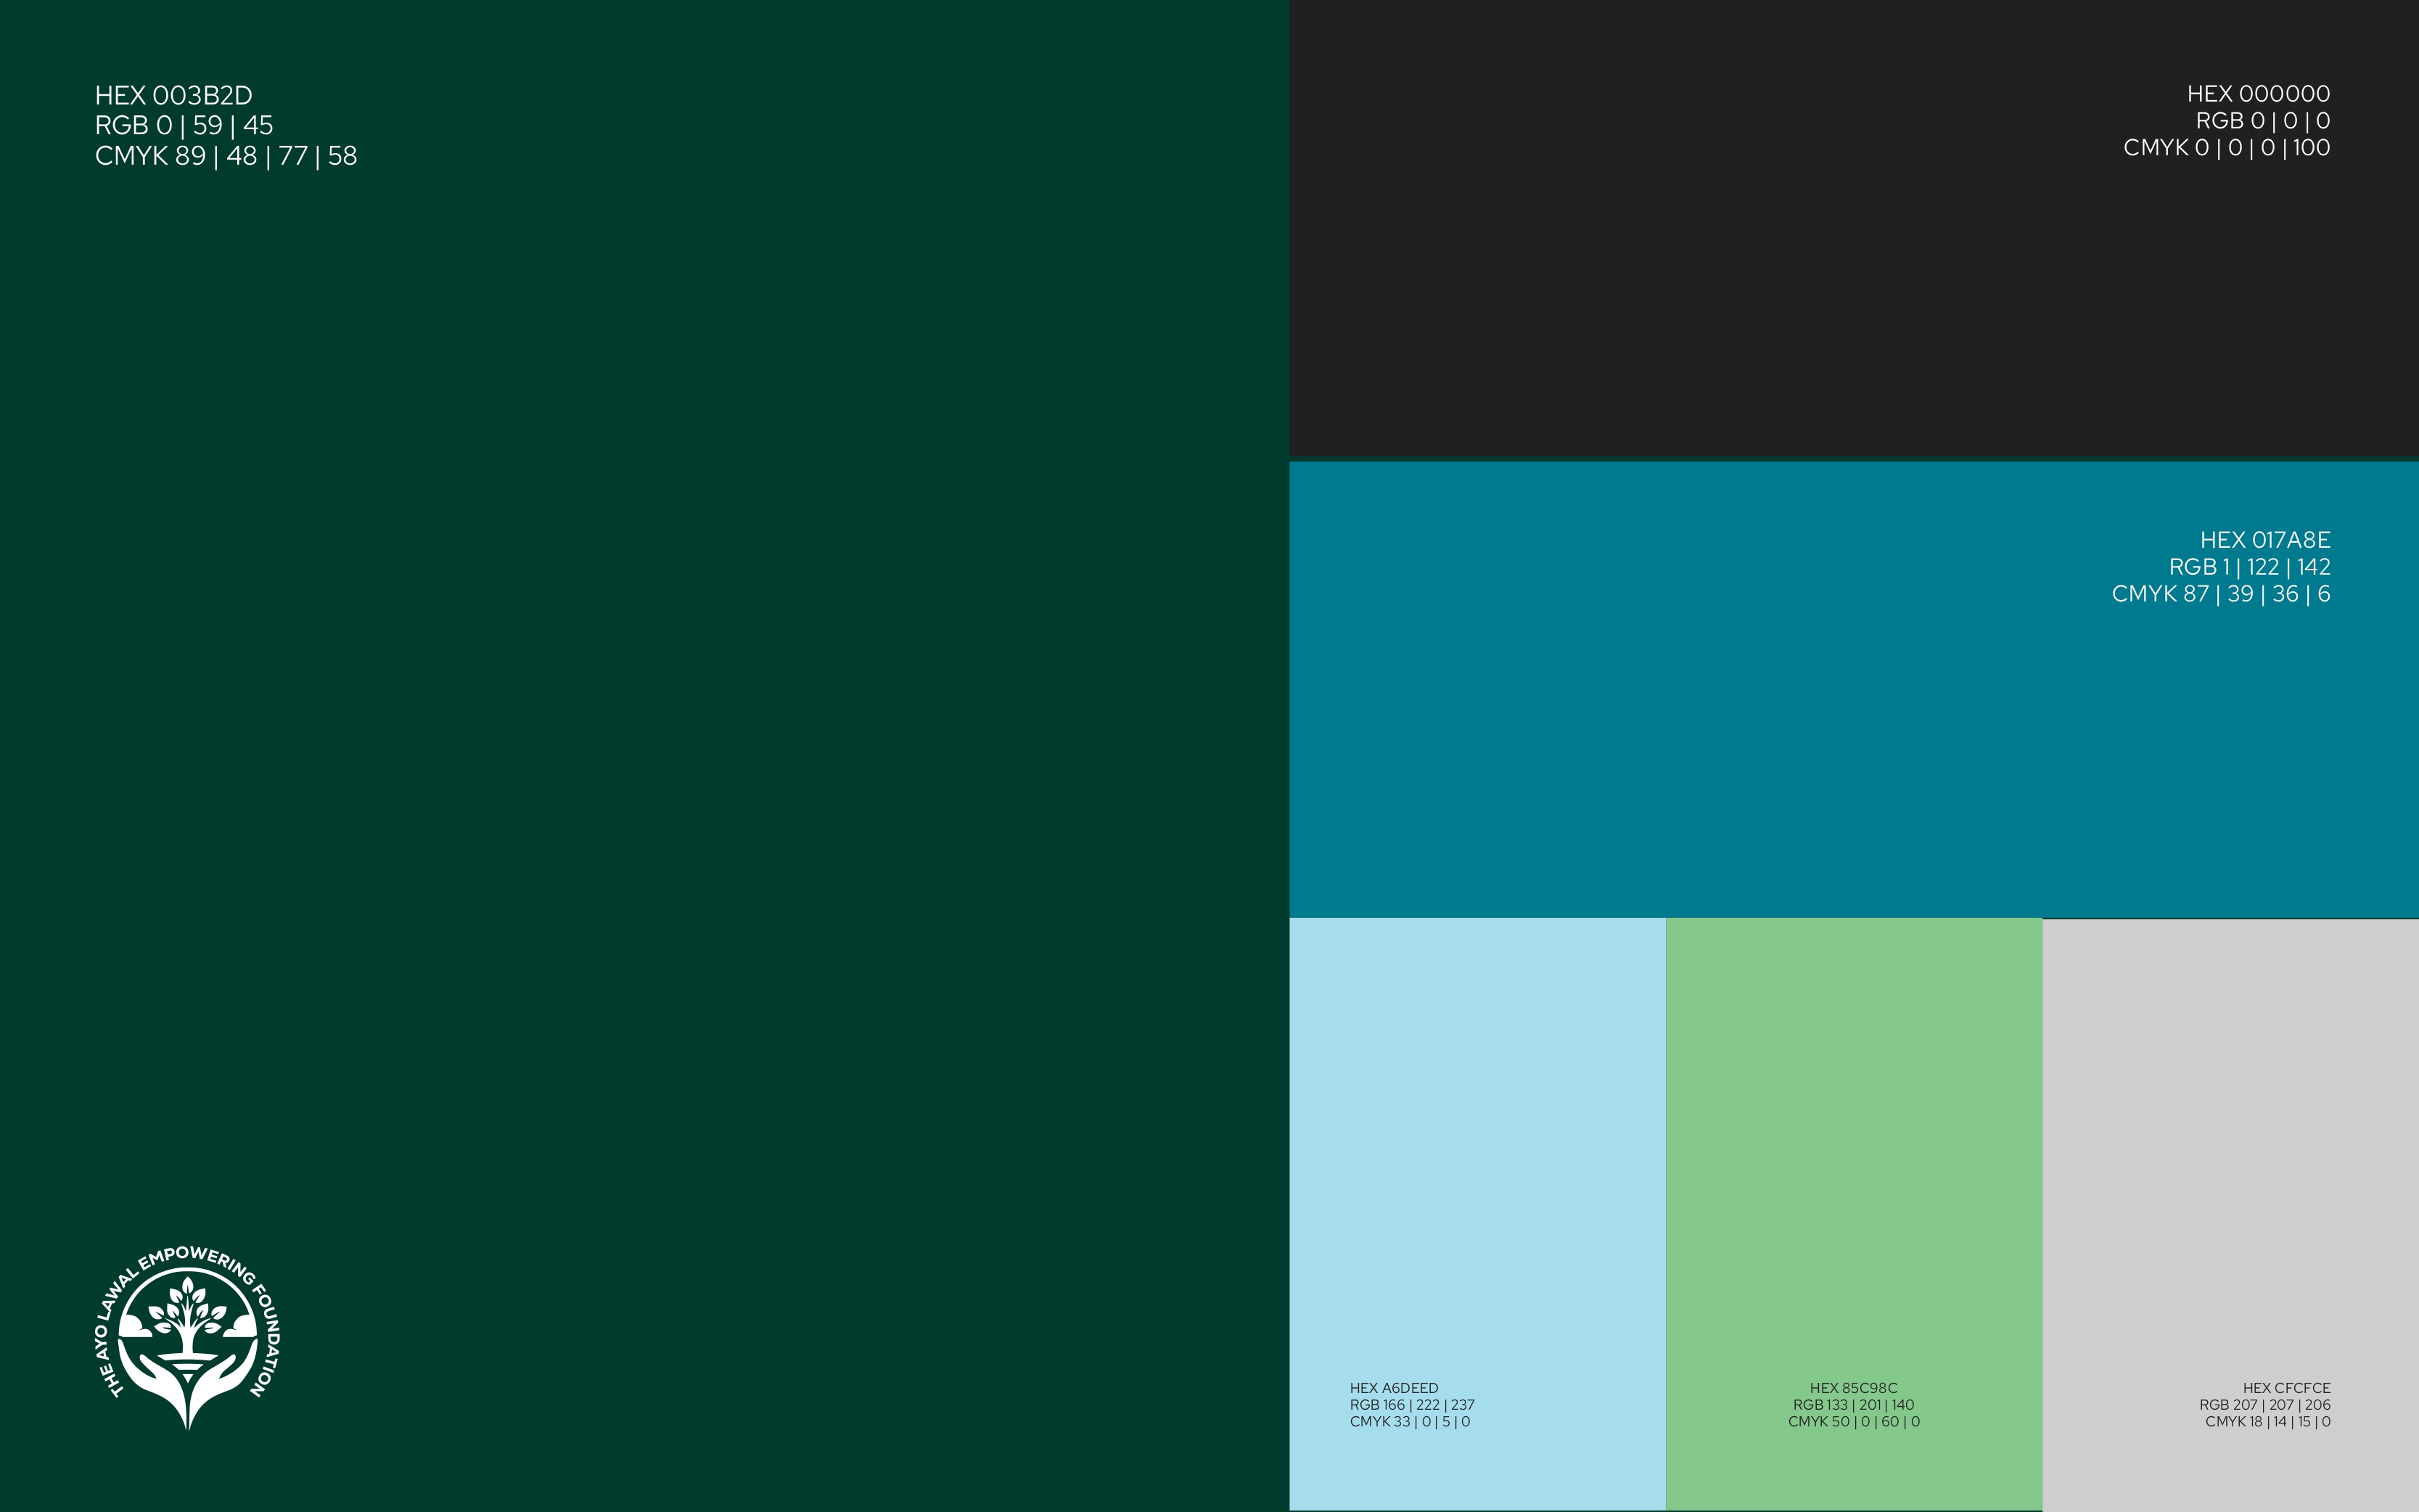 HEX 003B2D
RGB 0 | 59 | 45
CMYK 89 | 48 | 77 | 58
HEX 000000
RGB 0 | 0 | 0
CMYK 0 | 0 | 0 | 100
HEX 017A8E
RGB 1 | 122 | 142
CMYK 87 | 39 | 36 | 6
HEX A6DEED
RGB 166 | 222 | 237
CMYK 33 | 0 | 5 | 0
HEX 85C98C
RGB 133 | 201 | 140
CMYK 50 | 0 | 60 | 0
HEX CFCFCE
RGB 207 | 207 | 206
CMYK 18 | 14 | 15 | 0
THE AYO LAWAL EMPOWERING FOUNDATION